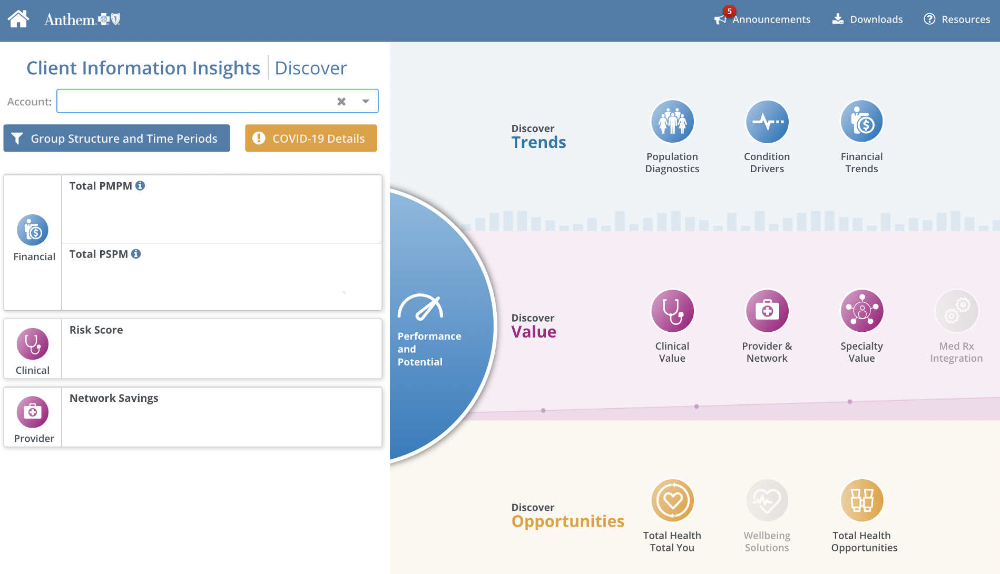 Anthem
5
Announcements
Downloads
Resources
Client Information Insights Discover
Account:
Group Structure and Time Periods
COVID-19 Details
Total PMPM
Financial
Total PSPM
Risk Score
Clinical
Network Savings
Provider
Performance
and
Potential
Discover
Trends
Population
Diagnostics
Condition
Drivers
Financial
Trends
Discover
Value
Clinical
Value
Provider &
Network
Specialty
Value
Med Rx
Integration
Discover
Opportunities
Total Health
Total You
Wellbeing
Solutions
Total Health
Opportunities